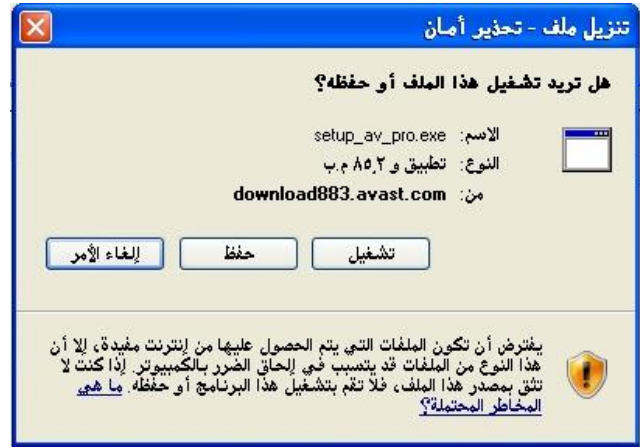 تنزيل ملف - تحذير أمان
هل تريد تشغيل هذا الملف أو حفظه؟
الاسم: setup_av_pro.exe
النوع: تطبيق و ٨٥٫٢ م.ب
من: download883.avast.com
تشغيل
حفظ
إلغاء الأمر
يفترض أن تكون الملفات التي يتم الحصول عليها من إنترنت مفيدة، إلا أن
هذا النوع من الملفات قد يتسبب في إلحاق الضرر بالكمبيوتر. إذا كنت لا
تثق بمصدر هذا الملف، فلا تقم بتشغيل هذا البرنامج أو حفظه. ما هي
المخاطر المحتملة؟